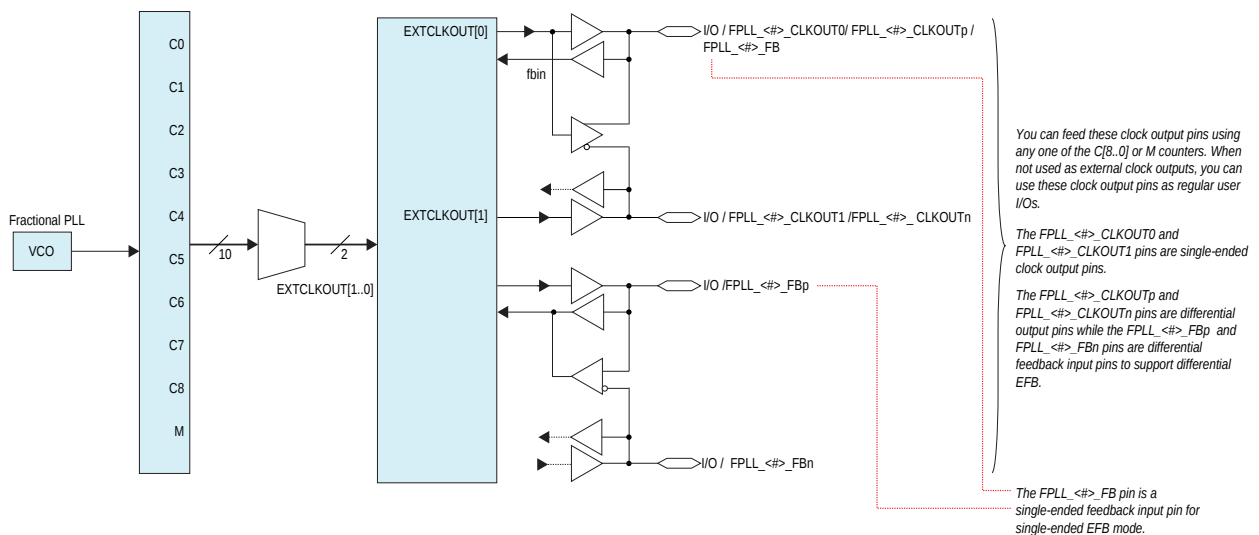 Fractional PLL
VCO
C0
C1
C2
C3
C4
C5
C6
C7
C8
M
10
EXTCLKOUT[1..0]
2
EXTCLKOUT[0]
fbin
EXTCLKOUT[1]
I/O / FPLL_<#>_CLKOUT0/ FPLL_<#>_CLKOUTp /
FPLL_<#>_FB
I/O / FPLL_<#>_CLKOUT1 /FPLL_<#>_ CLKOUTn
I/O /FPLL_<#>_FBp
I/O /  FPLL_<#>_FBn
You can feed these clock output pins using
any one of the C[8..0] or M counters. When
not used as external clock outputs, you can
use these clock output pins as regular user
I/Os.
The FPLL_<#>_CLKOUT0 and
FPLL_<#>_CLKOUT1 pins are single-ended
clock output pins.
The FPLL_<#>_CLKOUTp and
FPLL_<#>_CLKOUTn pins are differential
output pins while the FPLL_<#>_FBp  and
FPLL_<#>_FBn pins are differential
feedback input pins to support differential
EFB.
The FPLL_<#>_FB pin is a
single-ended feedback input pin for
single-ended EFB mode.